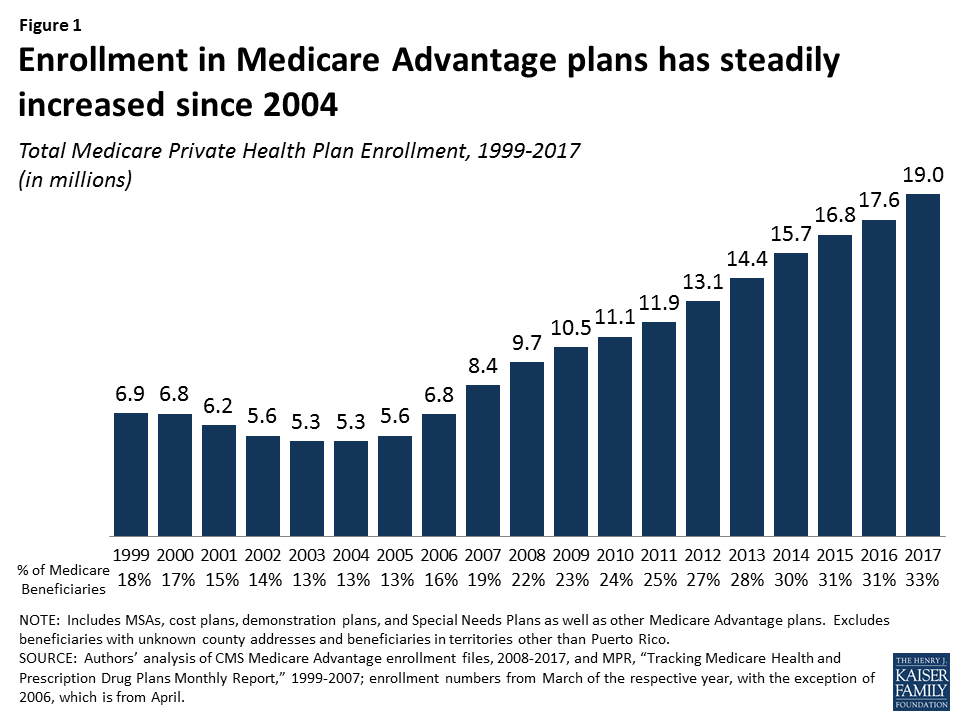 Figure 1
Enrollment in Medicare Advantage plans has steadily
increased since 2004
Total Medicare Private Health Plan Enrollment, 1999-2017
(in millions)
6.9 6.8 6.2 5.6 5.3 5.3 5.6 6.8 8.4 9.7 10.5 11.1 11.9 13.1 14.4 15.7 16.8 17.6 19.0
1999 2000 2001 2002 2003 2004 2005 2006 2007 2008 2009 2010 2011 2012 2013 2014 2015 2016 2017
% of Medicare
Beneficiaries
18% 17% 15% 14% 13% 13% 13% 16% 19% 22% 23% 24% 25% 27% 28% 30% 31% 31% 33%
NOTE: Includes MSAs, cost plans, demonstration plans, and Special Needs Plans as well as other Medicare Advantage plans. Excludes
beneficiaries with unknown county addresses and beneficiaries in territories other than Puerto Rico.
SOURCE: Authors’ analysis of CMS Medicare Advantage enrollment files, 2008-2017, and MPR, “Tracking Medicare Health and
Prescription Drug Plans Monthly Report,” 1999-2007; enrollment numbers from March of the respective year, with the exception of
2006, which is from April.
THE HENRY J.
KAISER
FAMILY
FOUNDATION